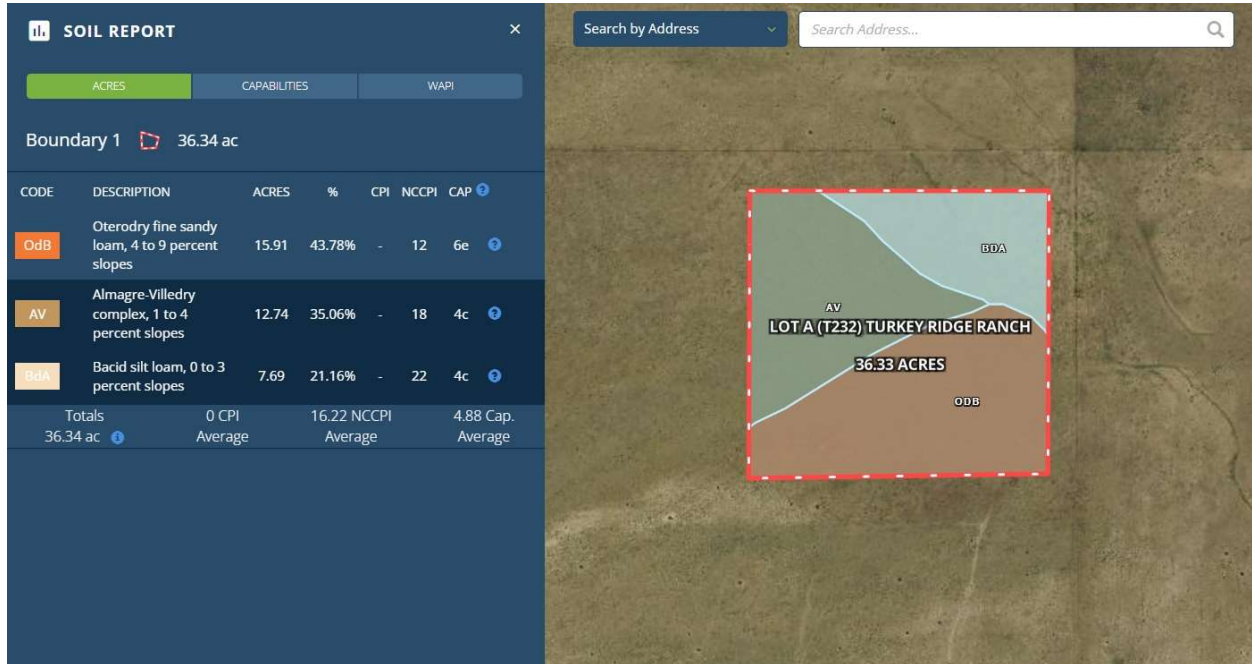 SOIL REPORT ×
ACRES CAPABILITIES WAPI
Boundary 1 36.34 ac
CODE DESCRIPTION ACRES % CPI NCCPI CAP ?
Oterodry fine sandy
OdB loam, 4 to 9 percent 15.91 43.78% - 12 6e ?
slopes
Almagre-Villedry
AV complex, 1 to 4 12.74 35.06% - 18 4c ?
percent slopes
BdA Bacid silt loam, 0 to 3 7.69 21.16% - 22 4c ?
percent slopes
Totals 0 CPI 16.22 NCCPI 4.88 Cap.
36.34 ac i Average Average Average
Search by Address Search Address...
BDA
AV
LOT A (T232) TURKEY RIDGE RANCH
36.33 ACRES
ODB